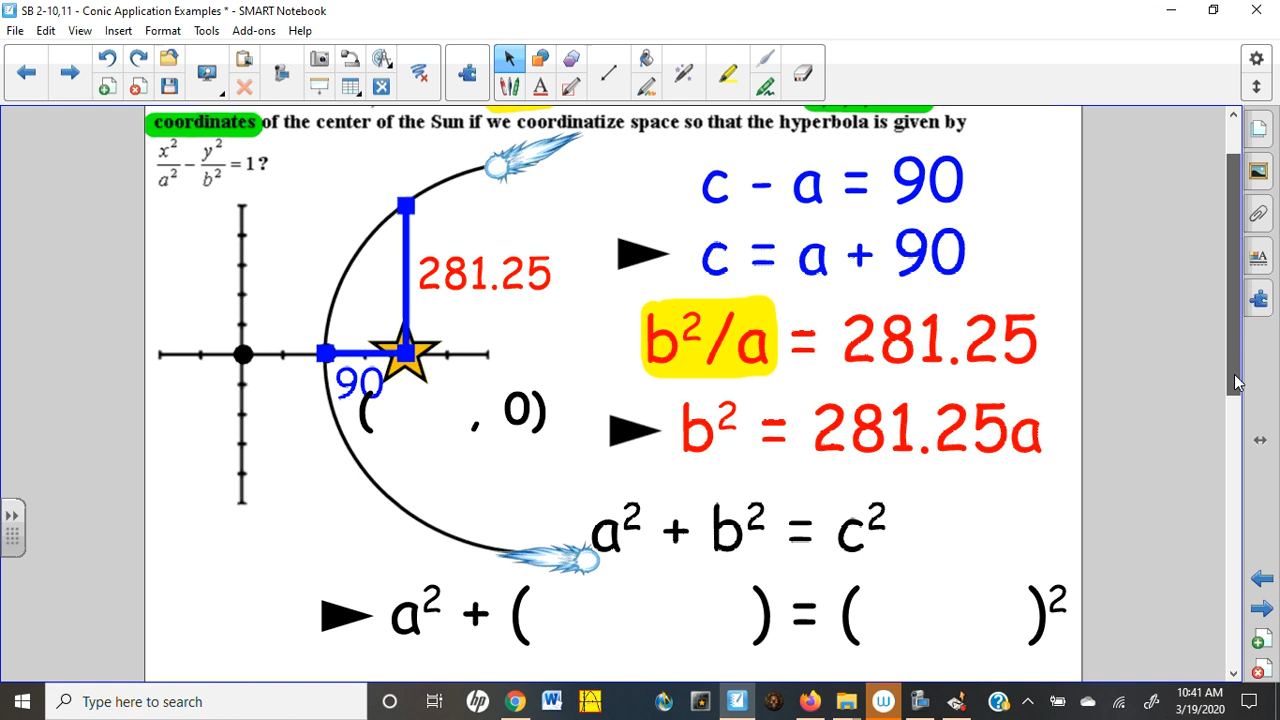 SB 2-10,11 - Conic Application Examples * - SMART Notebook
File Edit View Insert Format Tools Add-ons Help
coordinates of the center of the Sun if we coordinatize space so that the hyperbola is given by
x²/a² - y²/b² = 1?
c - a = 90
c = a + 90
281.25
b²/a = 281.25
90
( , 0)
b² = 281.25a
a² + b² = c²
a² + ( ) = ( )²
Type here to search
10:41 AM
3/19/2020